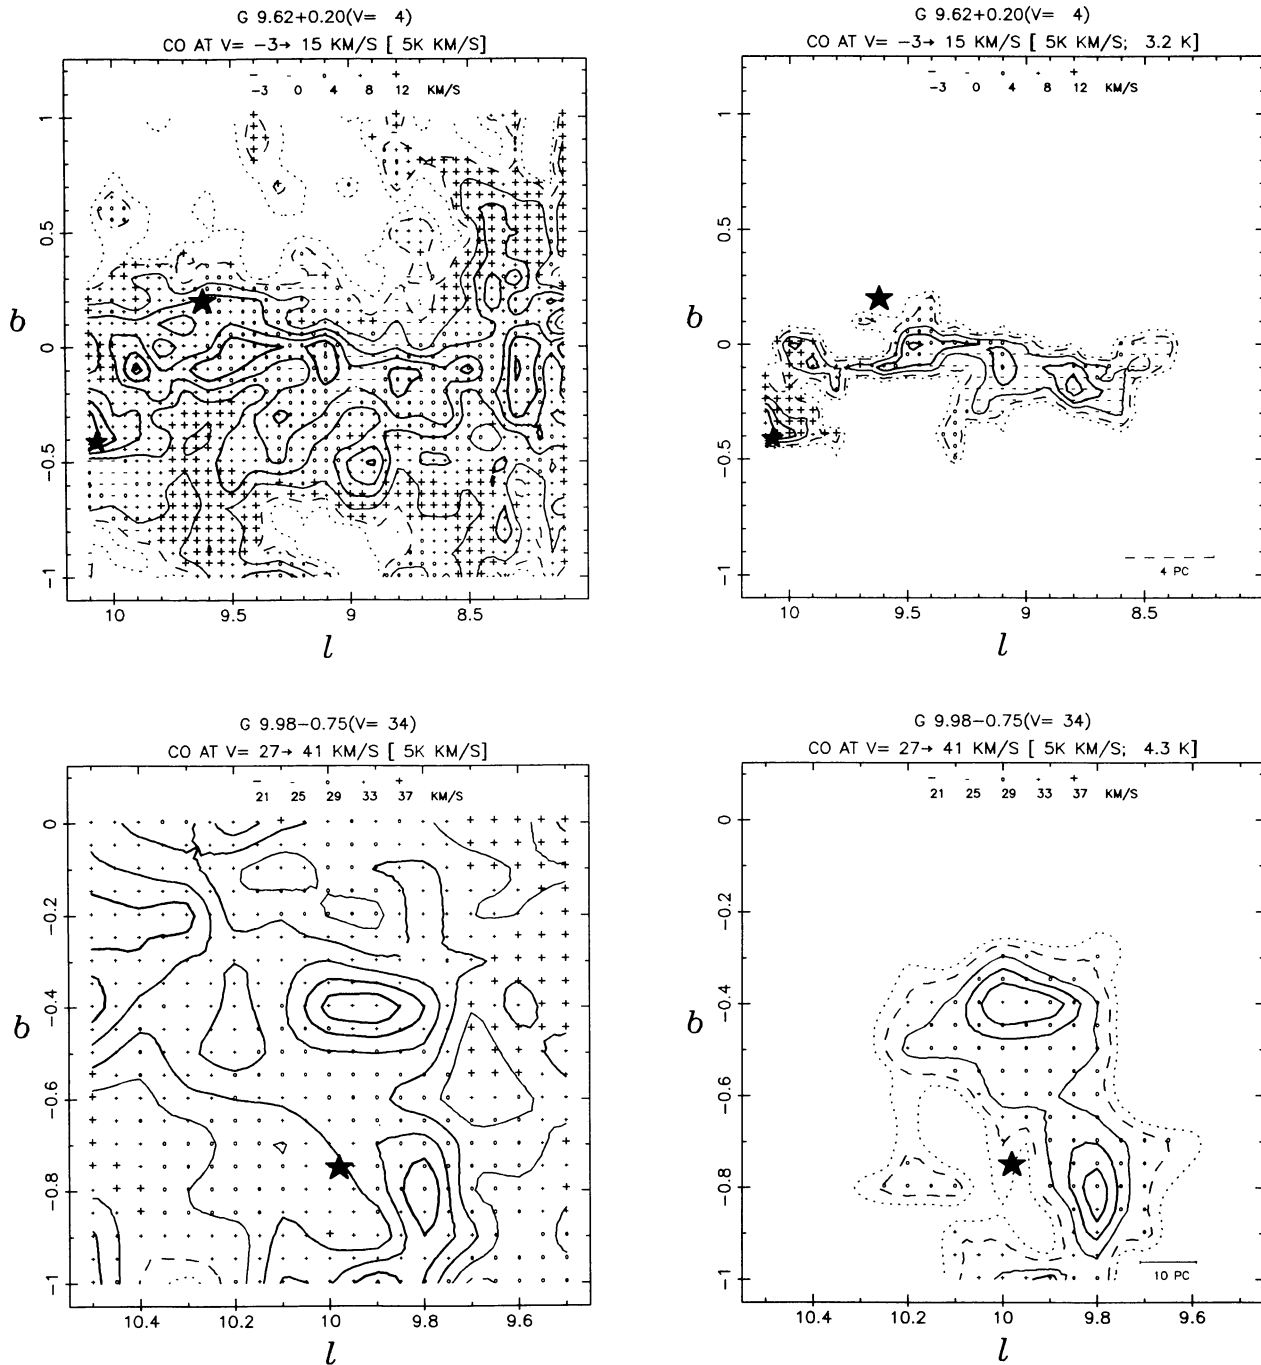 G 9.62+0.20(V= 4)
CO AT V= −3→ 15 KM/S [ 5K KM/S]
−3 0 4 8 12 KM/S
1
0.5
0
−0.5
−1
b
10 9.5 9 8.5
l
G 9.62+0.20(V= 4)
CO AT V= −3→ 15 KM/S [ 5K KM/S; 3.2 K]
−3 0 4 8 12 KM/S
1
0.5
0
−0.5
−1
b
4 PC
10 9.5 9 8.5
l
G 9.98−0.75(V= 34)
CO AT V= 27→ 41 KM/S [ 5K KM/S]
21 25 29 33 37 KM/S
0
−0.2
−0.4
−0.6
−0.8
−1
b
10.4 10.2 10 9.8 9.6
l
G 9.98−0.75(V= 34)
CO AT V= 27→ 41 KM/S [ 5K KM/S; 4.3 K]
21 25 29 33 37 KM/S
0
−0.2
−0.4
−0.6
−0.8
−1
b
10 PC
10.4 10.2 10 9.8 9.6
l